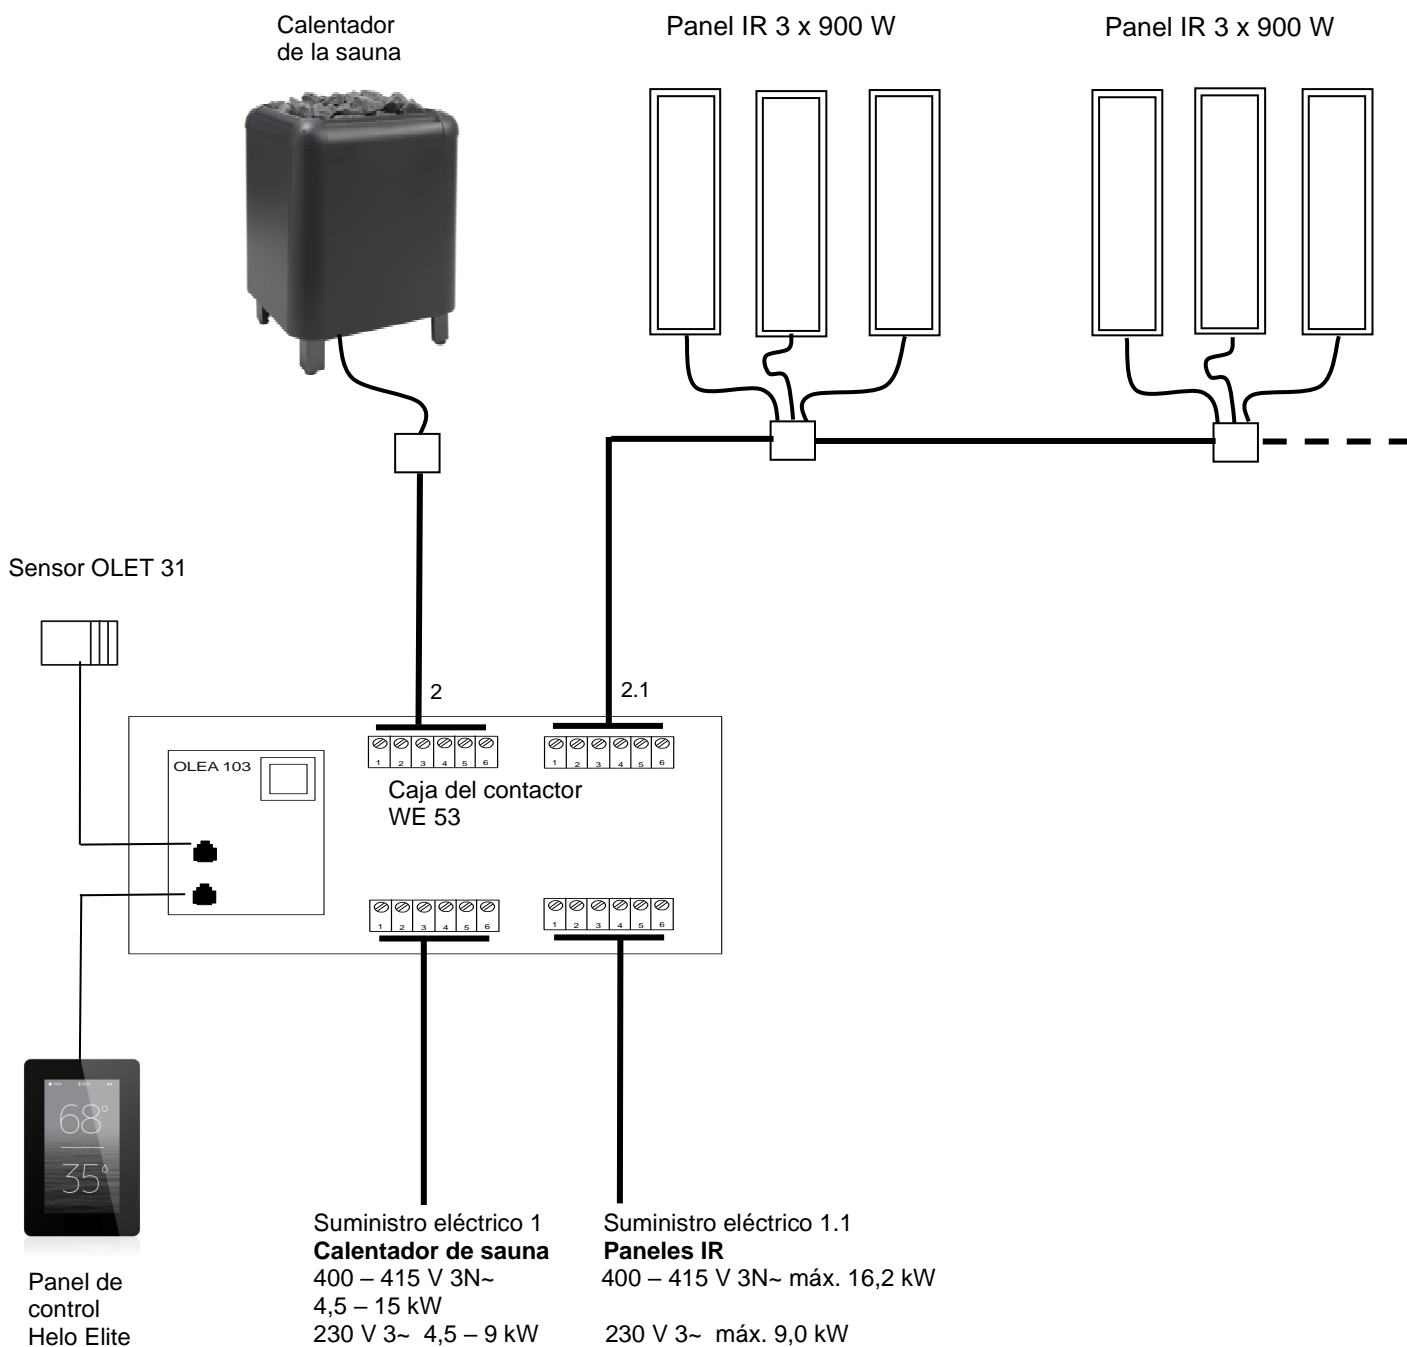 Calentador
de la sauna
Panel IR 3 x 900 W
Panel IR 3 x 900 W
Sensor OLET 31
2
2.1
OLEA 103
1 2 3 4 5 6
1 2 3 4 5 6
Caja del contactor
WE 53
1 2 3 4 5 6
1 2 3 4 5 6
68°
35
Panel de
control
Helo Elite
Suministro eléctrico 1
Calentador de sauna
400 – 415 V 3N~
4,5 – 15 kW
230 V 3~ 4,5 – 9 kW
Suministro eléctrico 1.1
Paneles IR
400 – 415 V 3N~ máx. 16,2 kW
230 V 3~ máx. 9,0 kW